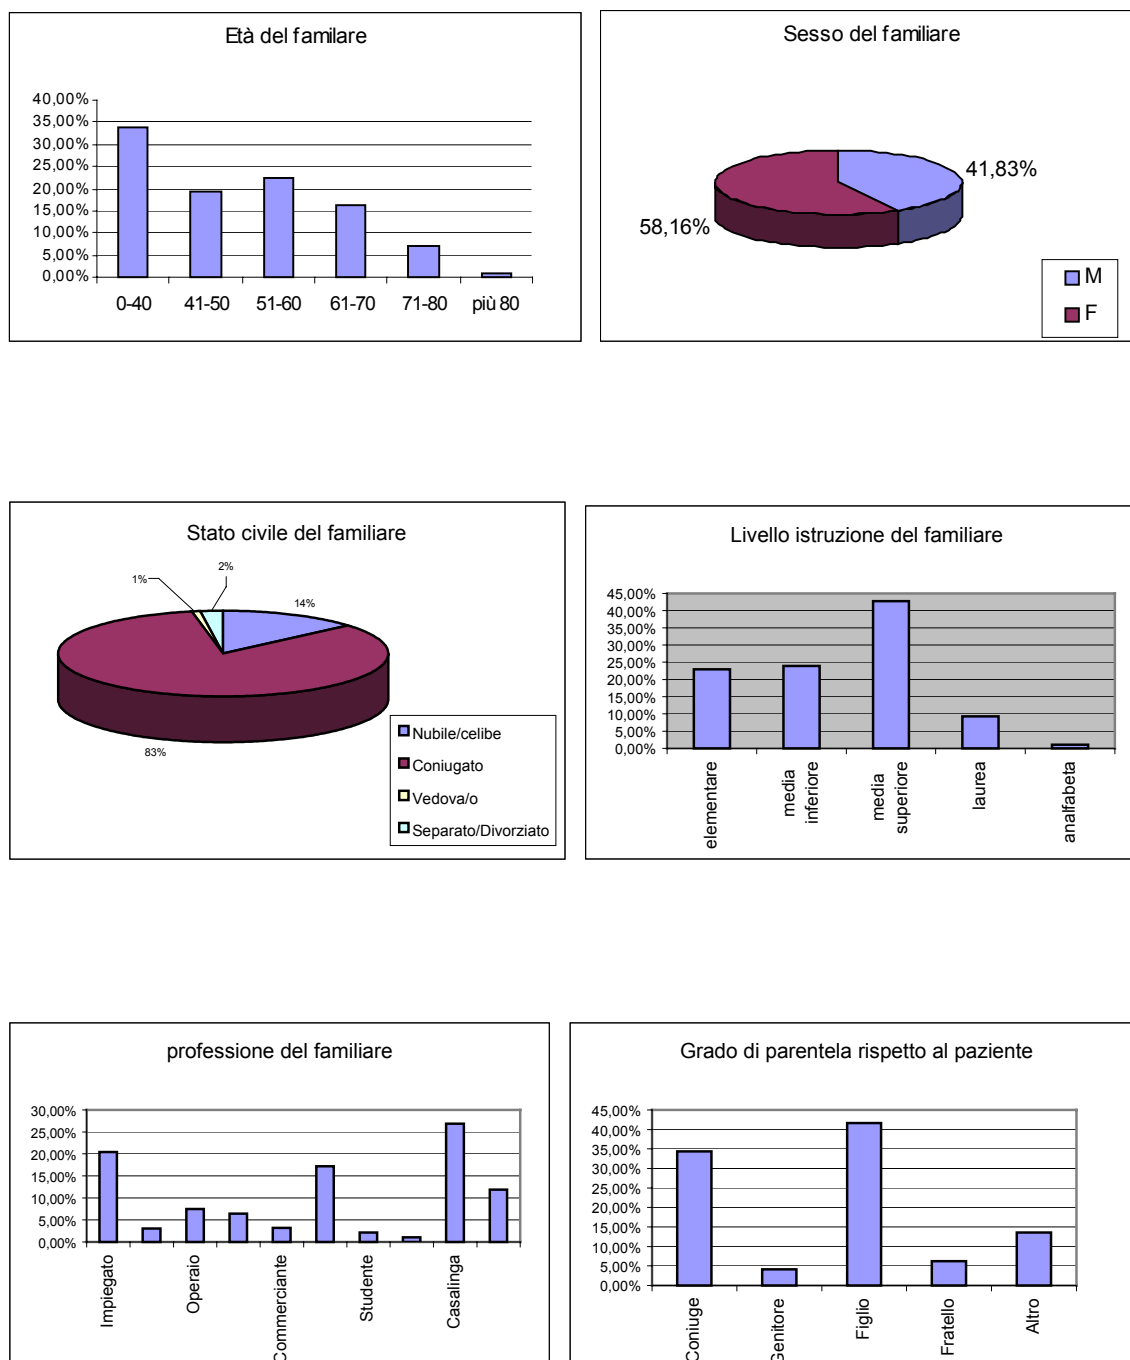 Età del familare
40,00%
35,00%
30,00%
25,00%
20,00%
15,00%
10,00%
5,00%
0,00%
0-40 41-50 51-60 61-70 71-80 più 80
Sesso del familiare
41,83%
58,16%
M
F
Stato civile del familiare
1%
2%
14%
83%
Nubile/celibe
Coniugato
Vedova/o
Separato/Divorziato
Livello istruzione del familiare
45,00%
40,00%
35,00%
30,00%
25,00%
20,00%
15,00%
10,00%
5,00%
0,00%
elementare
media
inferiore
media
superiore
laurea
analfabeta
professione del familiare
30,00%
25,00%
20,00%
15,00%
10,00%
5,00%
0,00%
Impiegato
Operaio
Commerciante
Studente
Casalinga
Grado di parentela rispetto al paziente
45,00%
40,00%
35,00%
30,00%
25,00%
20,00%
15,00%
10,00%
5,00%
0,00%
Coniuge
Genitore
Figlio
Fratello
Altro